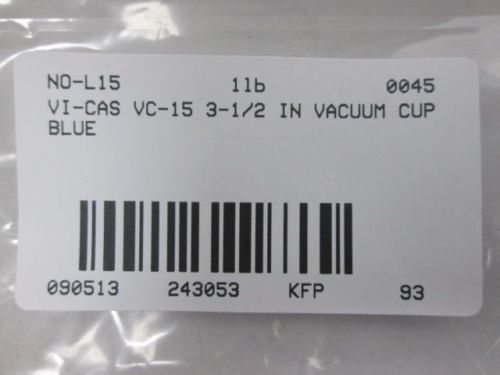 NO-L15 1lb 0045
VI-CAS VC-15 3-1/2 IN VACUUM CUP
BLUE
090513 243053 KFP 93